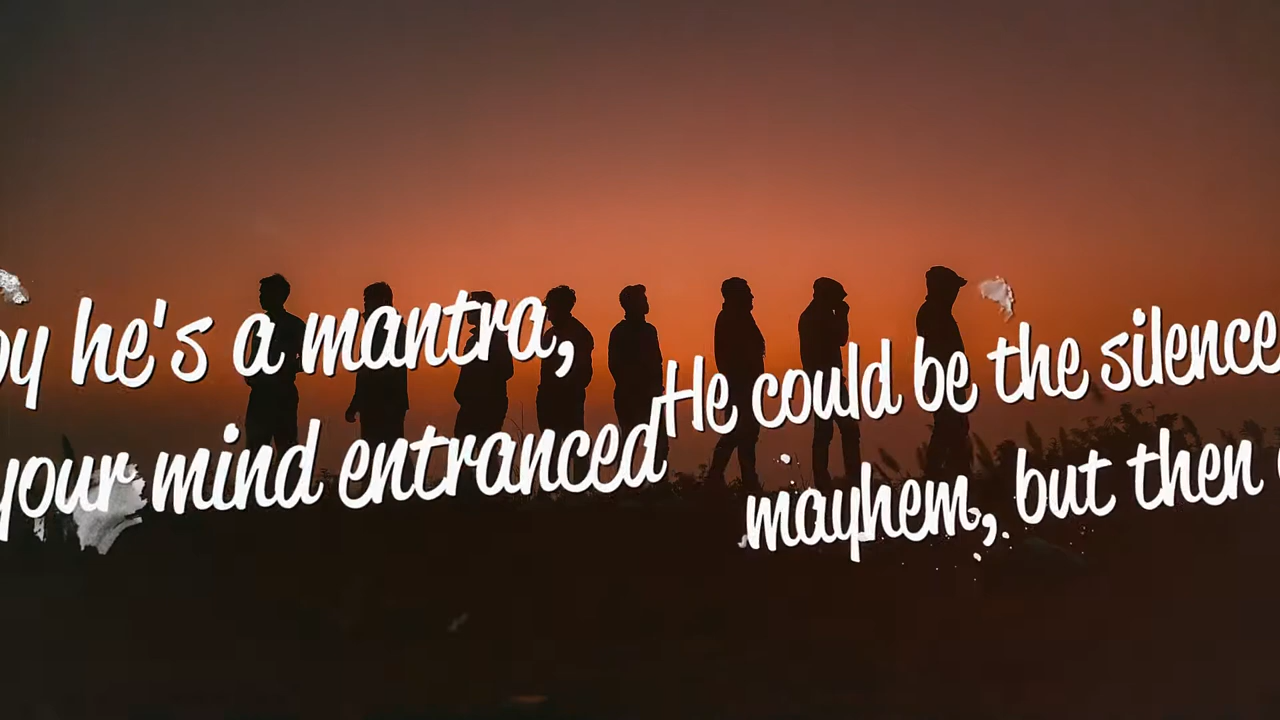 he's a mantra,
your mind entranced
He could be the silence
mayhem, but then